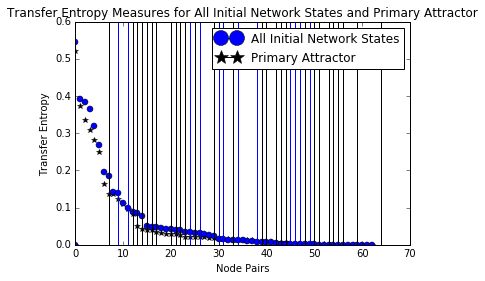 Transfer Entropy Measures for All Initial Network States and Primary Attractor
0.6
0.5
0.4
0.3
0.2
0.1
0.0
Transfer Entropy
All Initial Network States
Primary Attractor
0 10 20 30 40 50 60 70
Node Pairs